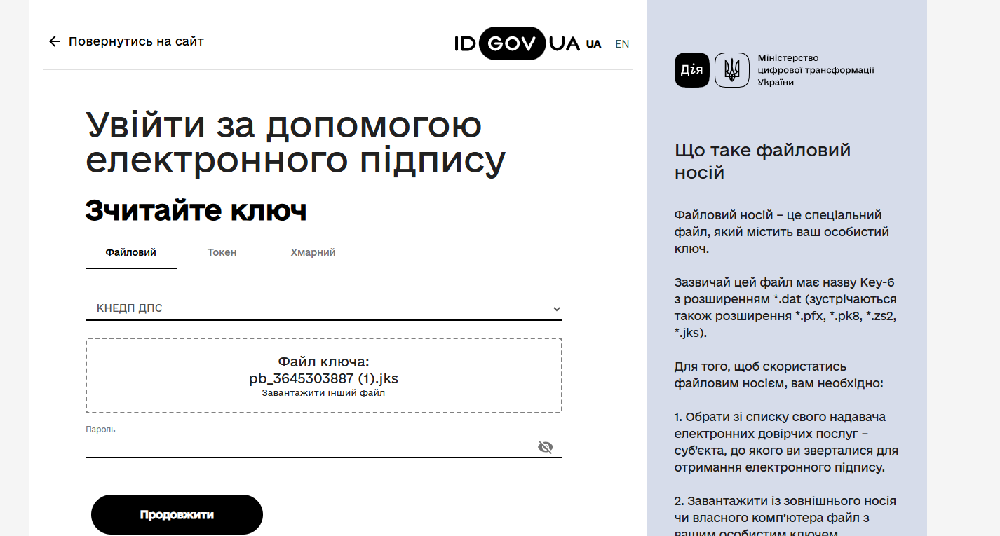 Повернутись на сайт
ID GOV UA UA | EN
Увійти за допомогою
електронного підпису
Зчитайте ключ
Файловий Токен Хмарний
КНЕДП ДПС
Файл ключа:
pb_3645303887 (1).jks
Завантажити інший файл
Пароль
Продовжити
Дія
Міністерство
цифрової трансформації
України
Що таке файловий
носій
Файловий носій – це спеціальний
файл, який містить ваш особистий
ключ.
Зазвичай цей файл має назву Key-6
з розширенням *.dat (зустрічаються
також розширення *.pfx, *.pk8, *.zs2,
*.jks).
Для того, щоб скористатись
файловим носієм, вам необхідно:
1. Обрати зі списку свого надавача
електронних довірчих послуг –
суб’єкта, до якого ви зверталися для
отримання електронного підпису.
2. Завантажити із зовнішнього носія
чи власного комп’ютера файл з
вашим особистим ключем